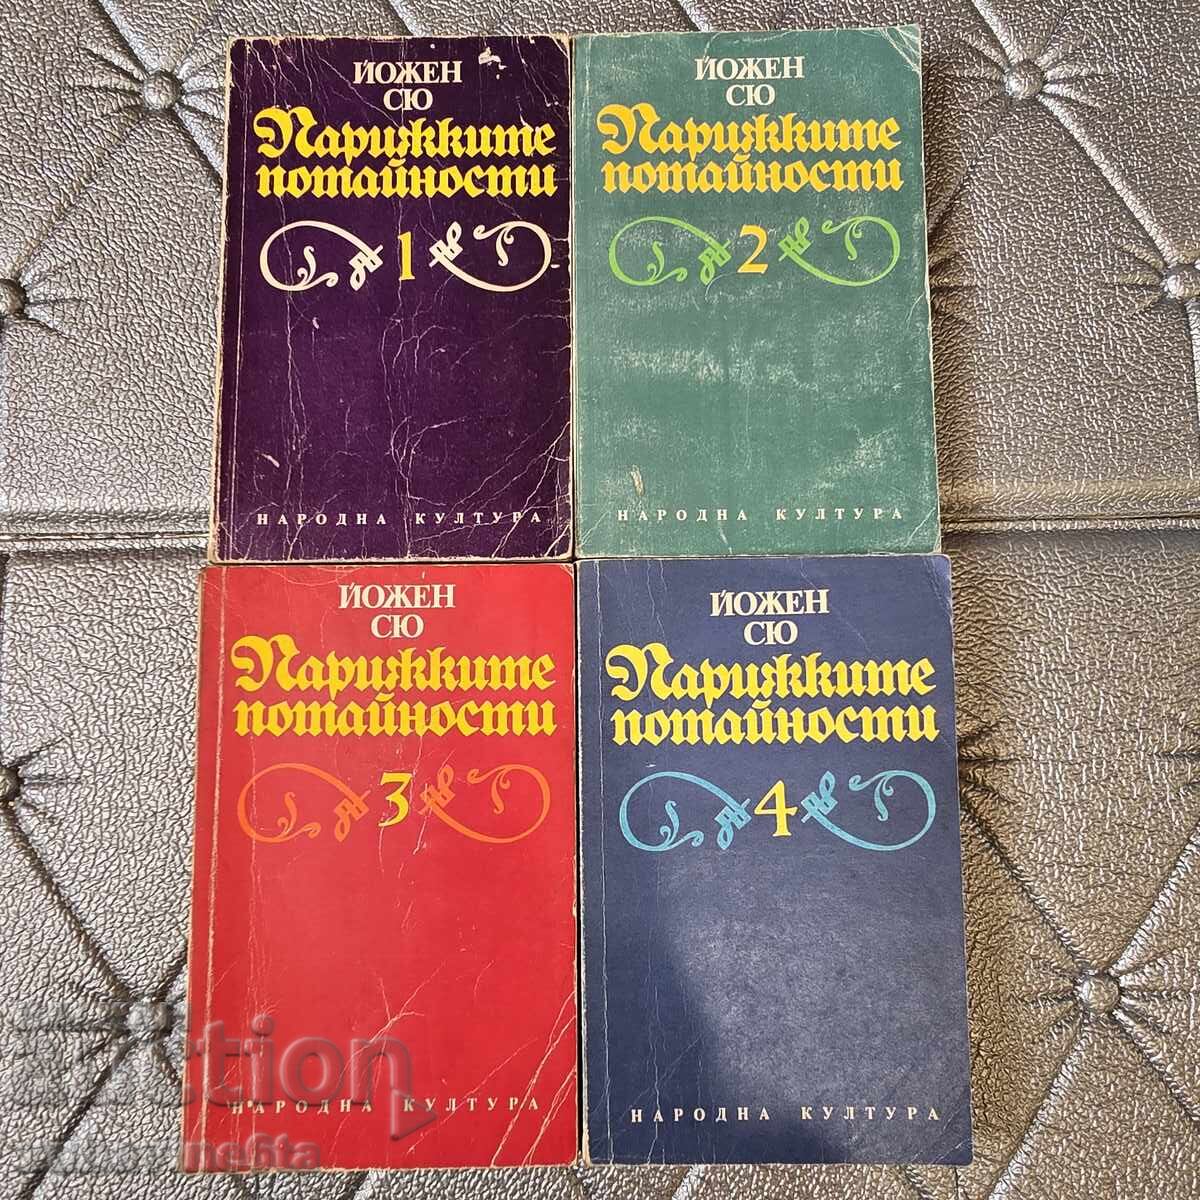 ЙОЖЕН
СЮ
Парижките
потайности
1
НАРОДНА КУЛТУРА
ЙОЖЕН
СЮ
Парижките
потайности
2
НАРОДНА КУЛТУРА
ЙОЖЕН
СЮ
Парижките
потайности
3
НАРОДНА КУЛТУРА
ЙОЖЕН
СЮ
Парижките
потайности
4
НАРОДНА КУЛТУРА
Auction